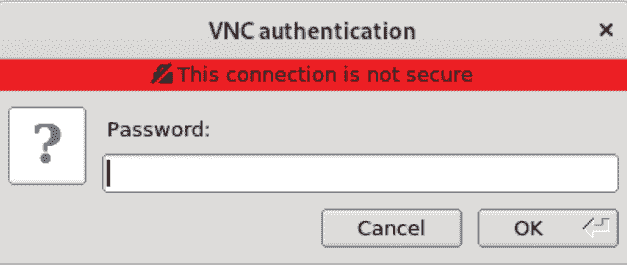 VNC authentication
This connection is not secure
Password:
Cancel
OK